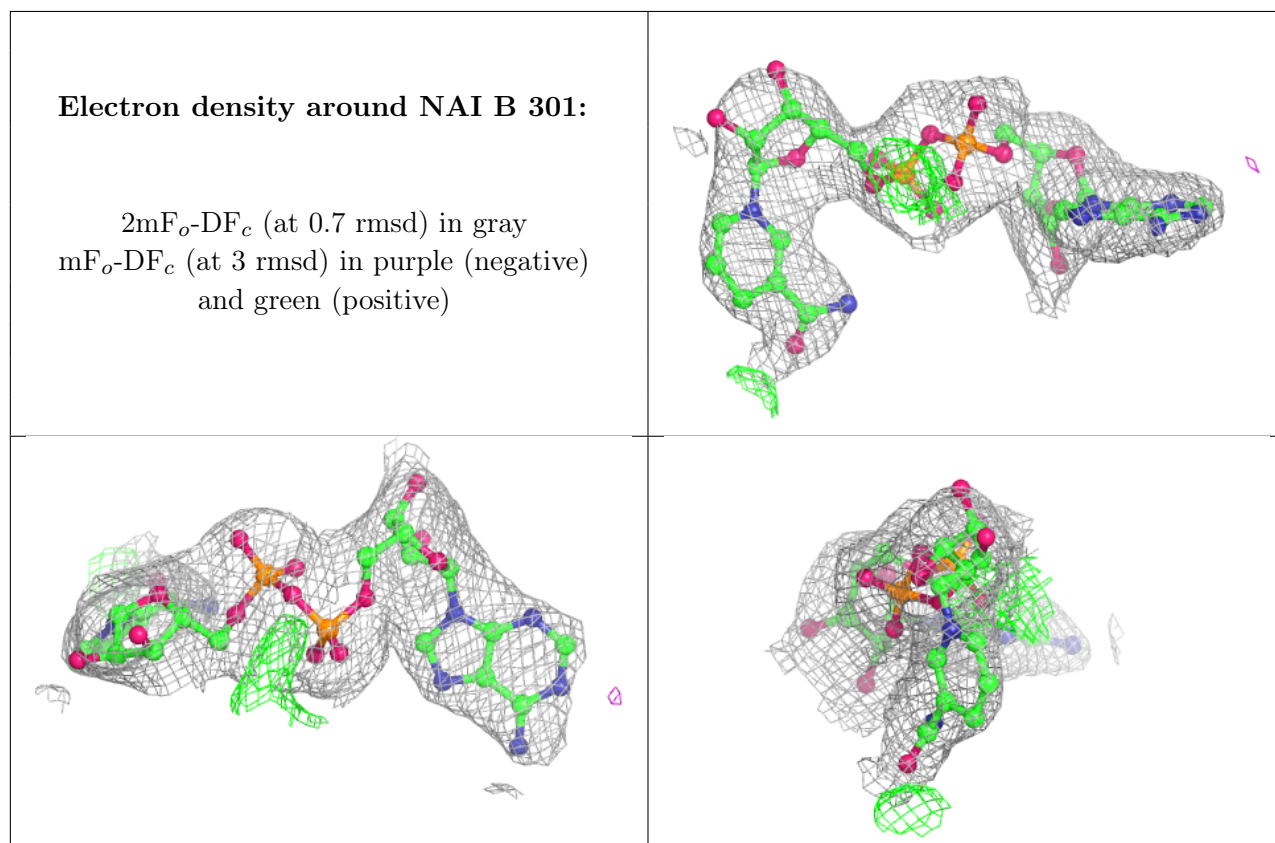 Electron density around NAI B 301:
2mFo-DFc (at 0.7 rmsd) in gray
mFo-DFc (at 3 rmsd) in purple (negative)
and green (positive)